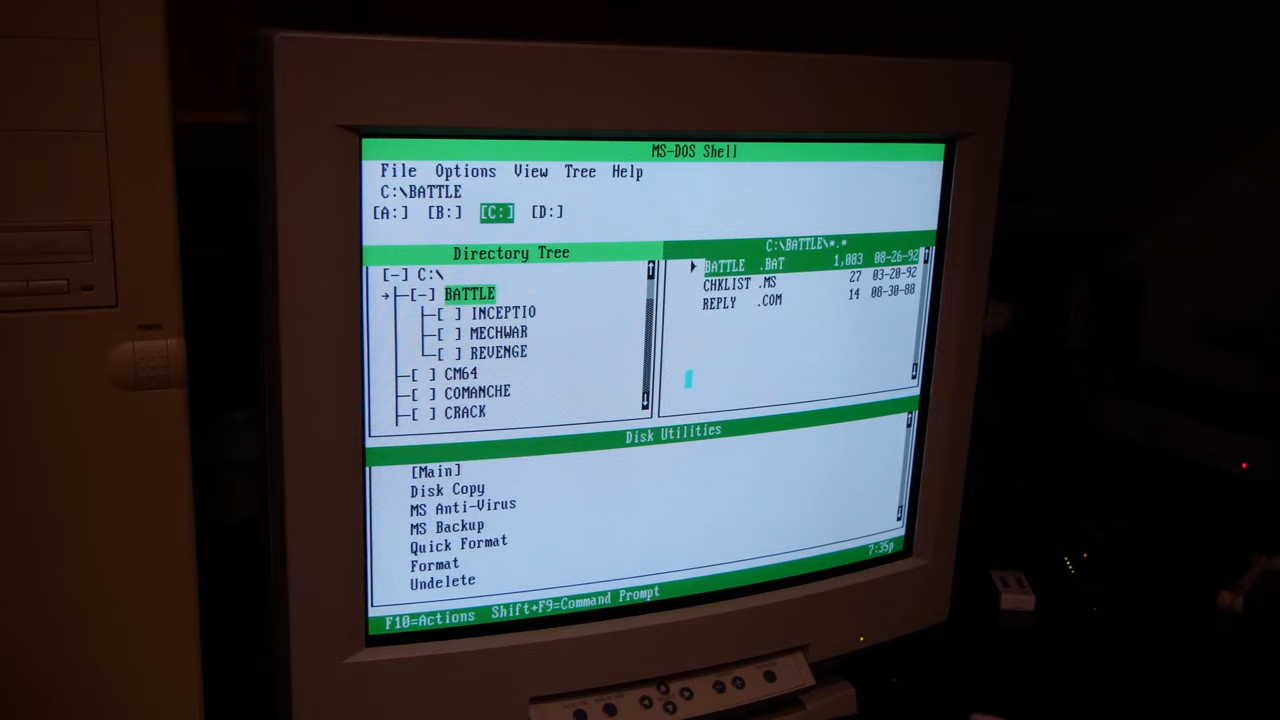 MS-DOS Shell
File Options View Tree Help
C:\BATTLE
[A:] [B:] [C:] [D:]
Directory Tree
[-] C:\
[-] BATTLE
[ ] INCEPTIO
[ ] MECHWAR
[ ] REVENGE
[ ] CM64
[ ] COMANCHE
[ ] CRACK
C:\BATTLE\*.*
BATTLE .BAT 1,083 08-26-92
CHKLIST .MS 27 03-20-92
REPLY .COM 14 08-30-88
Disk Utilities
[Main]
Disk Copy
MS Anti-Virus
MS Backup
Quick Format
Format
Undelete
F10=Actions Shift+F9=Command Prompt 7:35p
POWER